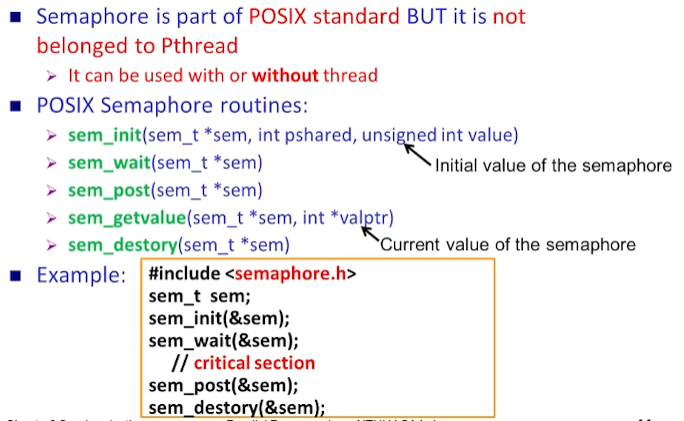 Semaphore is part of POSIX standard BUT it is not
belonged to Pthread
It can be used with or without thread
POSIX Semaphore routines:
sem_init(sem_t *sem, int pshared, unsigned int value)
Initial value of the semaphore
sem_wait(sem_t *sem)
sem_post(sem_t *sem)
sem_getvalue(sem_t *sem, int *valptr)
Current value of the semaphore
sem_destory(sem_t *sem)
Example:
#include <semaphore.h>
sem_t sem;
sem_init(&sem);
sem_wait(&sem);
// critical section
sem_post(&sem);
sem_destory(&sem);